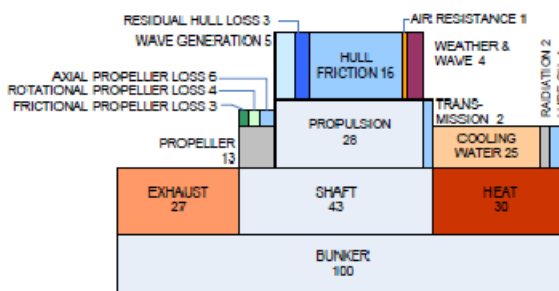 RESIDUAL HULL LOSS 3
AIR RESISTANCE 1
WAVE GENERATION 5
HULL
FRICTION 16
WEATHER &
WAVE 4
AXIAL PROPELLER LOSS 6
ROTATIONAL PROPELLER LOSS 4
FRICTIONAL PROPELLER LOSS 3
TRANS-
MISSION 2
RADIATION 2
PROPELLER
13
PROPULSION
28
COOLING
WATER 25
EXHAUST
27
SHAFT
43
HEAT
30
BUNKER
100